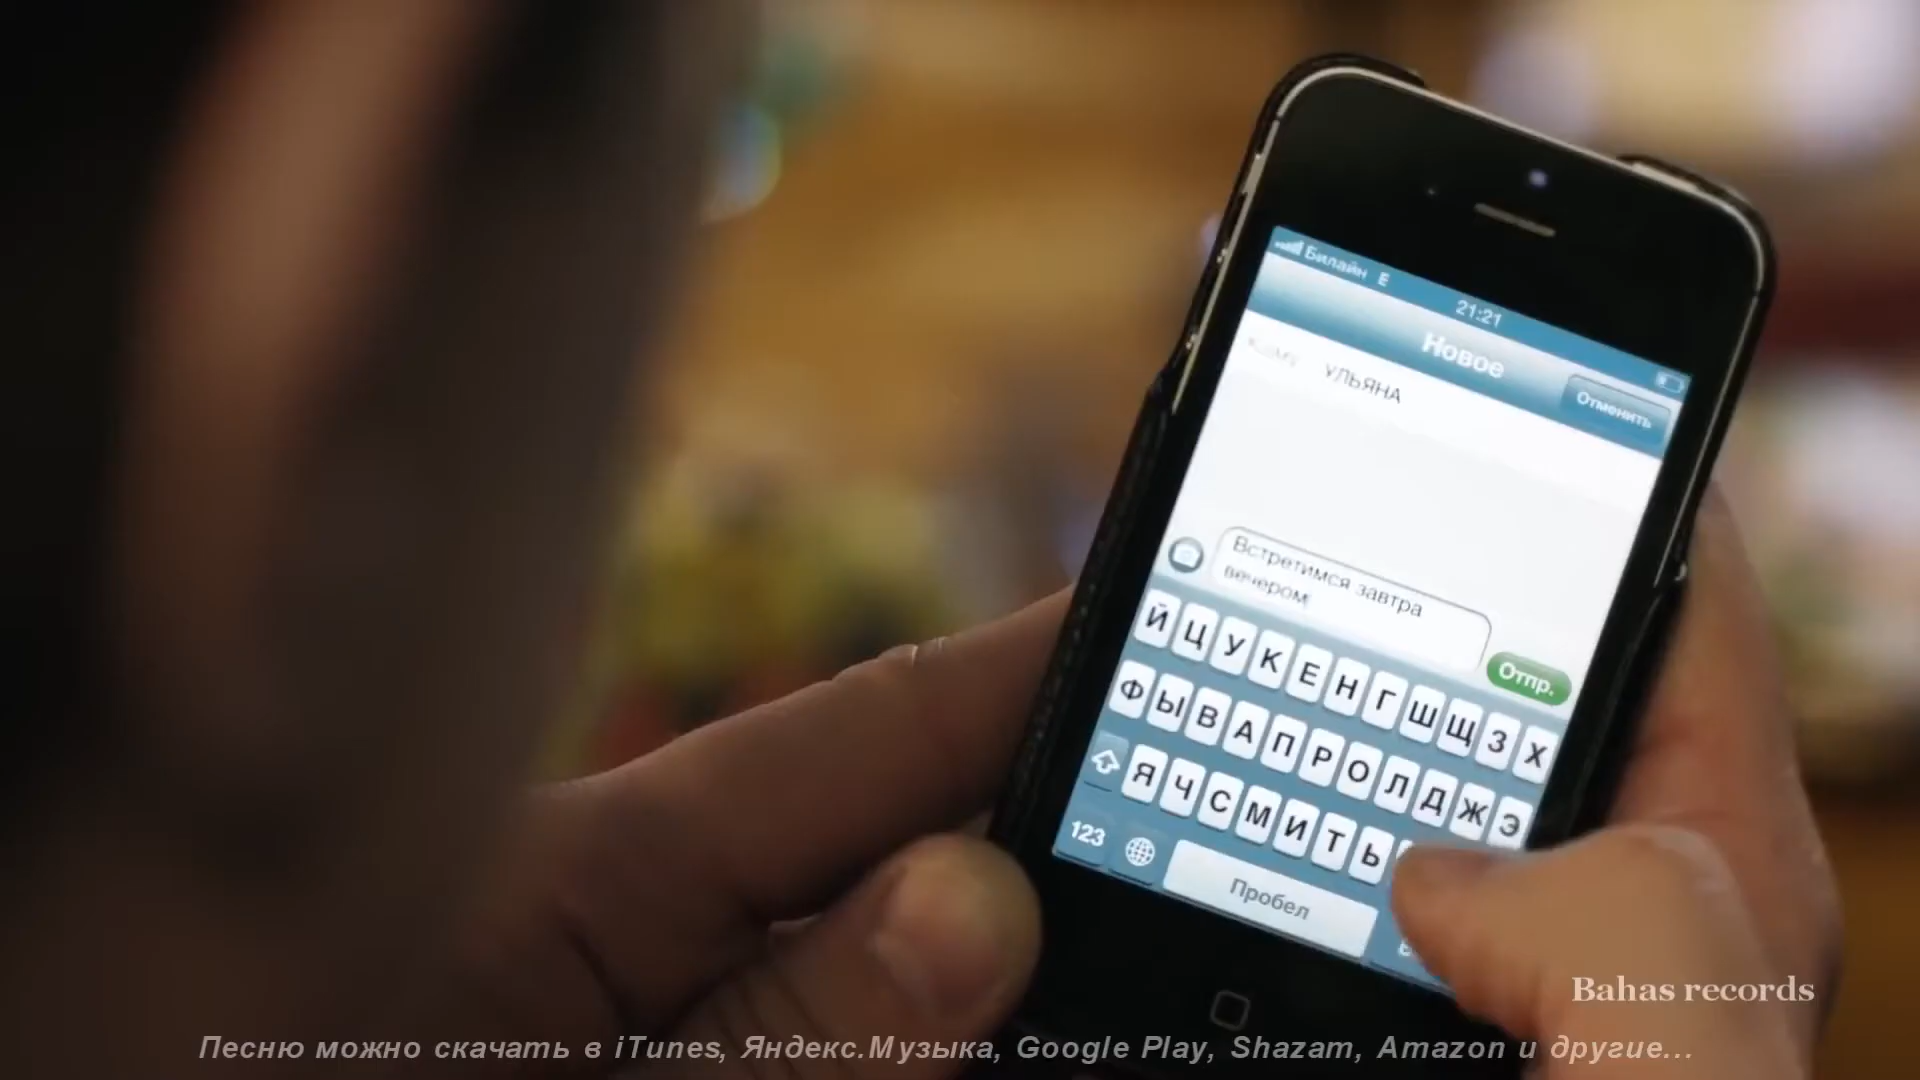 Билайн E
21:21
Новое
Отменить
Кому УЛЬЯНА
Встретимся завтра
вечером
Отпр.
Й Ц У К Е Н Г Ш Щ З Х
Ф Ы В А П Р О Л Д Ж Э
Я Ч С М И Т Ь
123
Пробел
Bahas records
Песню можно скачать в iTunes, Яндекс.Музыка, Google Play, Shazam, Amazon и другие...